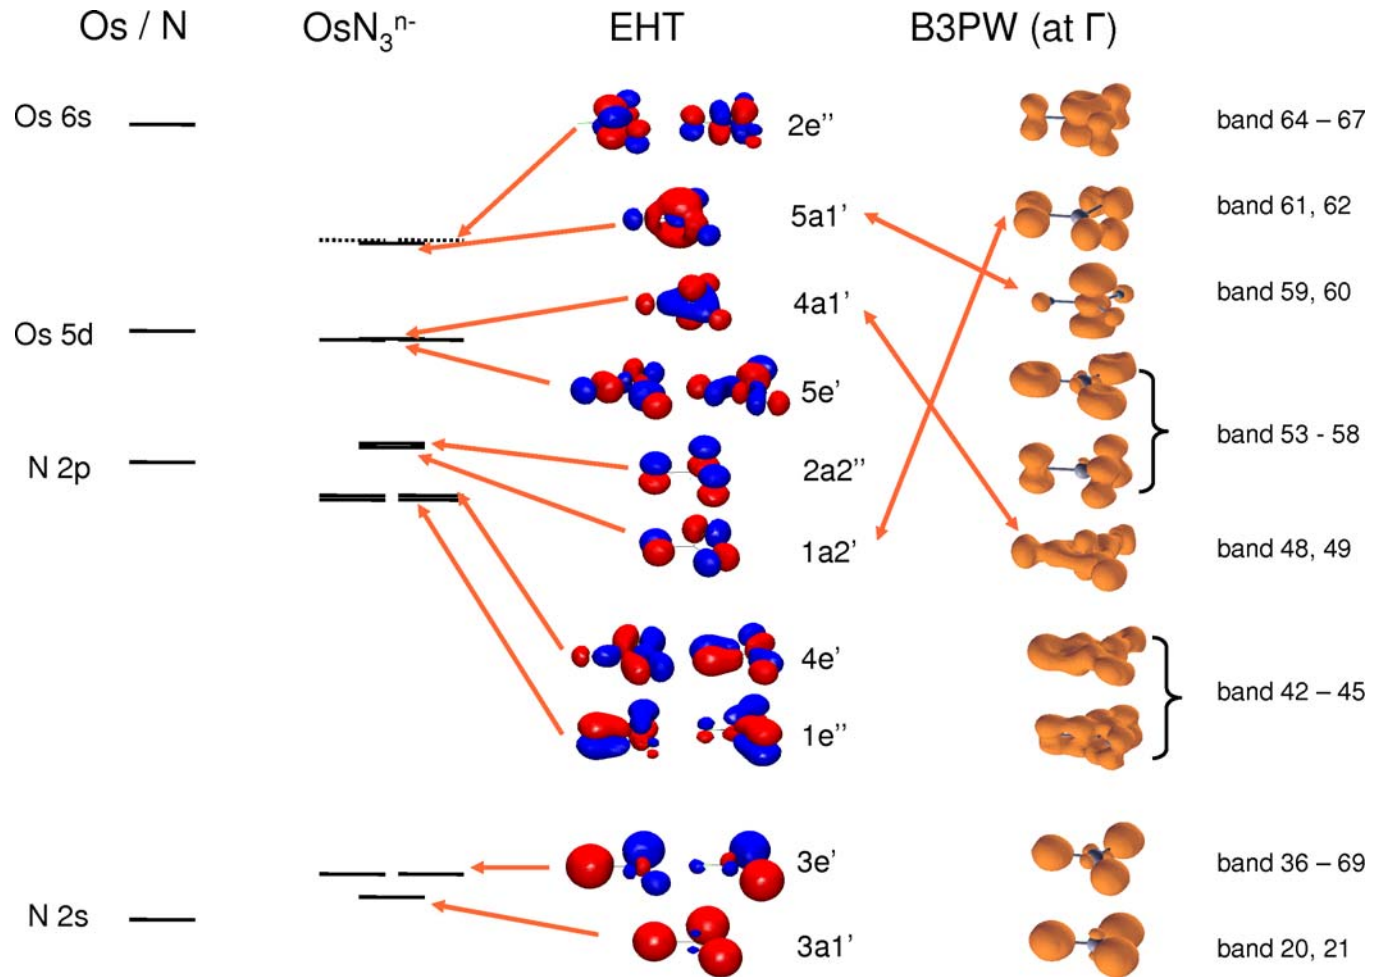 Os / N OsN3n- EHT B3PW (at Γ)
Os 6s 2e’’ band 64 – 67
5a1’ band 61, 62
4a1’ band 59, 60
Os 5d
5e’
band 53 - 58
N 2p 2a2’’
1a2’ band 48, 49
4e’
band 42 – 45
1e’’
3e’ band 36 – 69
N 2s
3a1’ band 20, 21